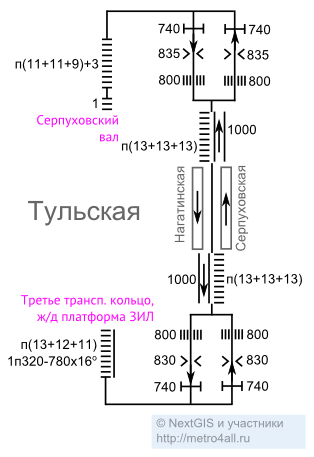 740
740
835
835
п(11+11+9)+3
800
800
1
Серпуховский
вал
1000
п(13+13+13)
Нагатинская
Серпуховская
Тульская
1000
п(13+13+13)
Третье трансп. кольцо,
ж/д платформа ЗИЛ
800
800
п(13+12+11)
1п320-780х16°
830
830
740
740
© NextGIS и участники
http://metro4all.ru